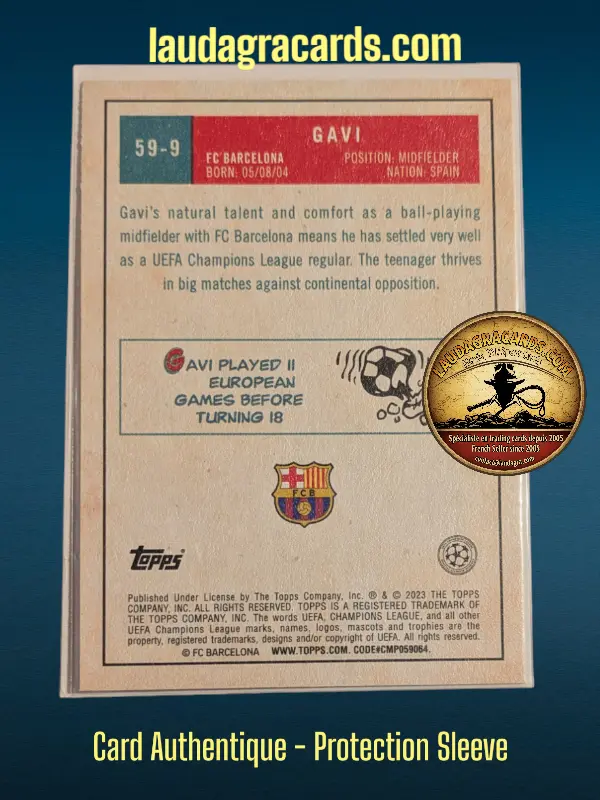 laudagracards.com
59-9
GAVI
FC BARCELONA
BORN: 05/08/04
POSITION: MIDFIELDER
NATION: SPAIN
Gavi's natural talent and comfort as a ball-playing
midfielder with FC Barcelona means he has settled very well
as a UEFA Champions League regular. The teenager thrives
in big matches against continental opposition.
GAVI PLAYED 11
EUROPEAN
GAMES BEFORE
TURNING 18
LAUDAGRACARDS.COM
Spécialiste en trading cards depuis 2005
French Seller since 2005
FCB
topps
Published Under License by The Topps Company, Inc. ® & © 2023 THE TOPPS
COMPANY, INC. ALL RIGHTS RESERVED. TOPPS IS A REGISTERED TRADEMARK OF
THE TOPPS COMPANY, INC. The words UEFA, CHAMPIONS LEAGUE, and all other
UEFA Champions League marks, names, logos, mascots and trophies are the
property, registered trademarks, designs and/or copyright of UEFA. All rights reserved.
© FC BARCELONA WWW.TOPPS.COM. CODE#CMP059064.
Card Authentique - Protection Sleeve